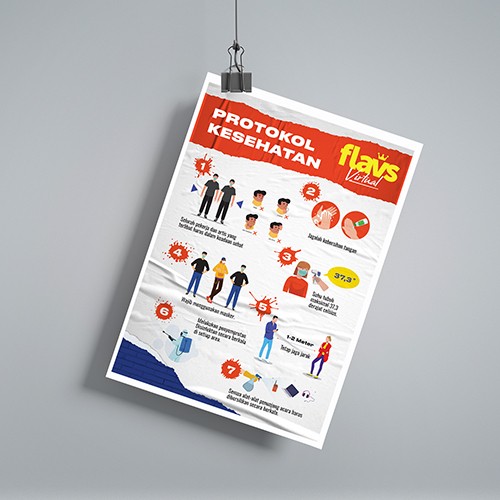 PROTOKOL
KESEHATAN
flavs
Virtual
1
Seluruh pekerja dan artis yang
terlibat harus dalam keadaan sehat
2
Jagalah kebersihan tangan.
3
37,3°
Suhu tubuh
maksimal 37,3
derajat celsius.
4
Wajib menggunakan masker.
5
1-2 Meter
Tetap jaga jarak
6
Melakukan penyemprotan
Disinfektan secara berkala
di setiap area.
7
Semua alat-alat penunjang acara harus
dibersihkan secara berkala.